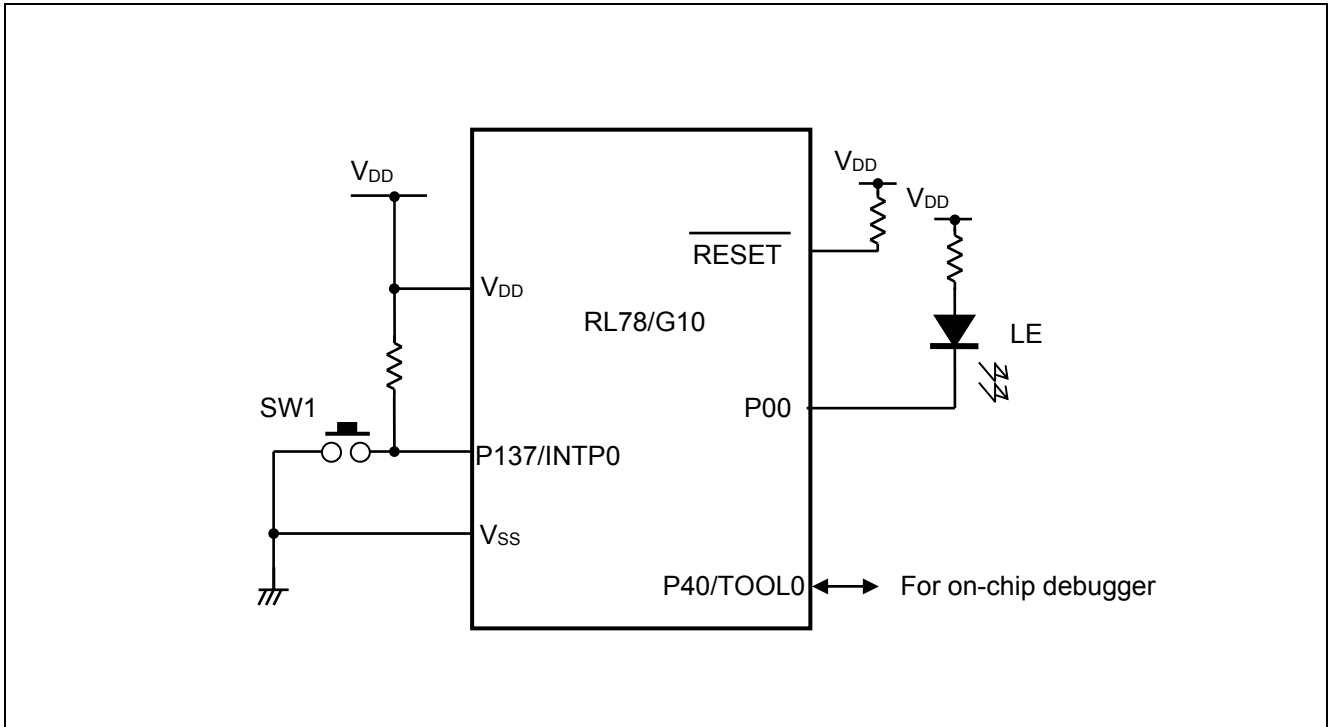 VDD
VDD
VDD
RESET
VDD
RL78/G10
LE
SW1
P00
P137/INTP0
VSS
P40/TOOL0
For on-chip debugger